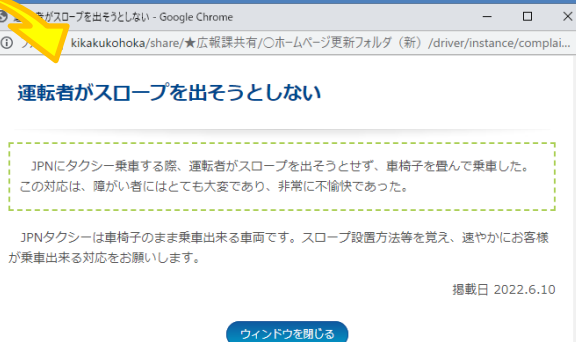 運転者がスロープを出そうとしない - Google Chrome
kikakukohoka/share/★広報課共有/〇ホームページ更新フォルダ（新）/driver/instance/complai...
運転者がスロープを出そうとしない
JPNにタクシー乗車する際、運転者がスロープを出そうとせず、車椅子を畳んで乗車した。
この対応は、障がい者にはとても大変であり、非常に不愉快であった。
JPNタクシーは車椅子のまま乗車出来る車両です。スロープ設置方法等を覚え、速やかにお客様
が乗車出来る対応をお願いします。
掲載日 2022.6.10
ウィンドウを閉じる